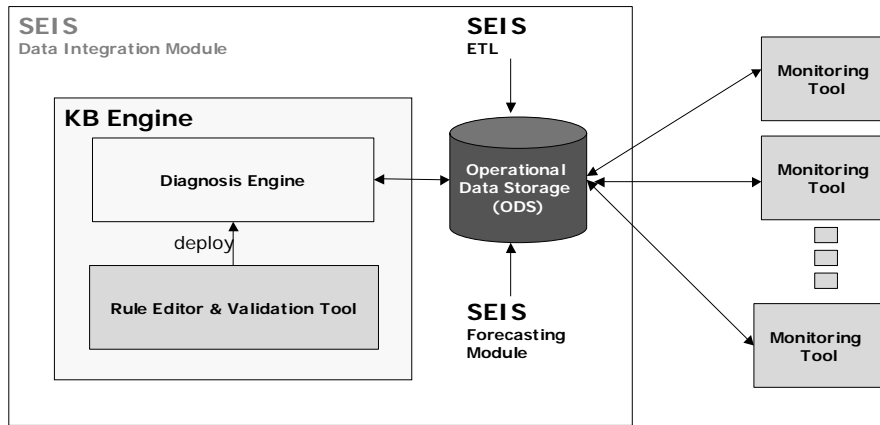 SEIS
Data Integration Module
SEIS
ETL
KB Engine
Diagnosis Engine
deploy
Rule Editor & Validation Tool
Operational
Data Storage
(ODS)
SEIS
Forecasting
Module
Monitoring
Tool
Monitoring
Tool
Monitoring
Tool